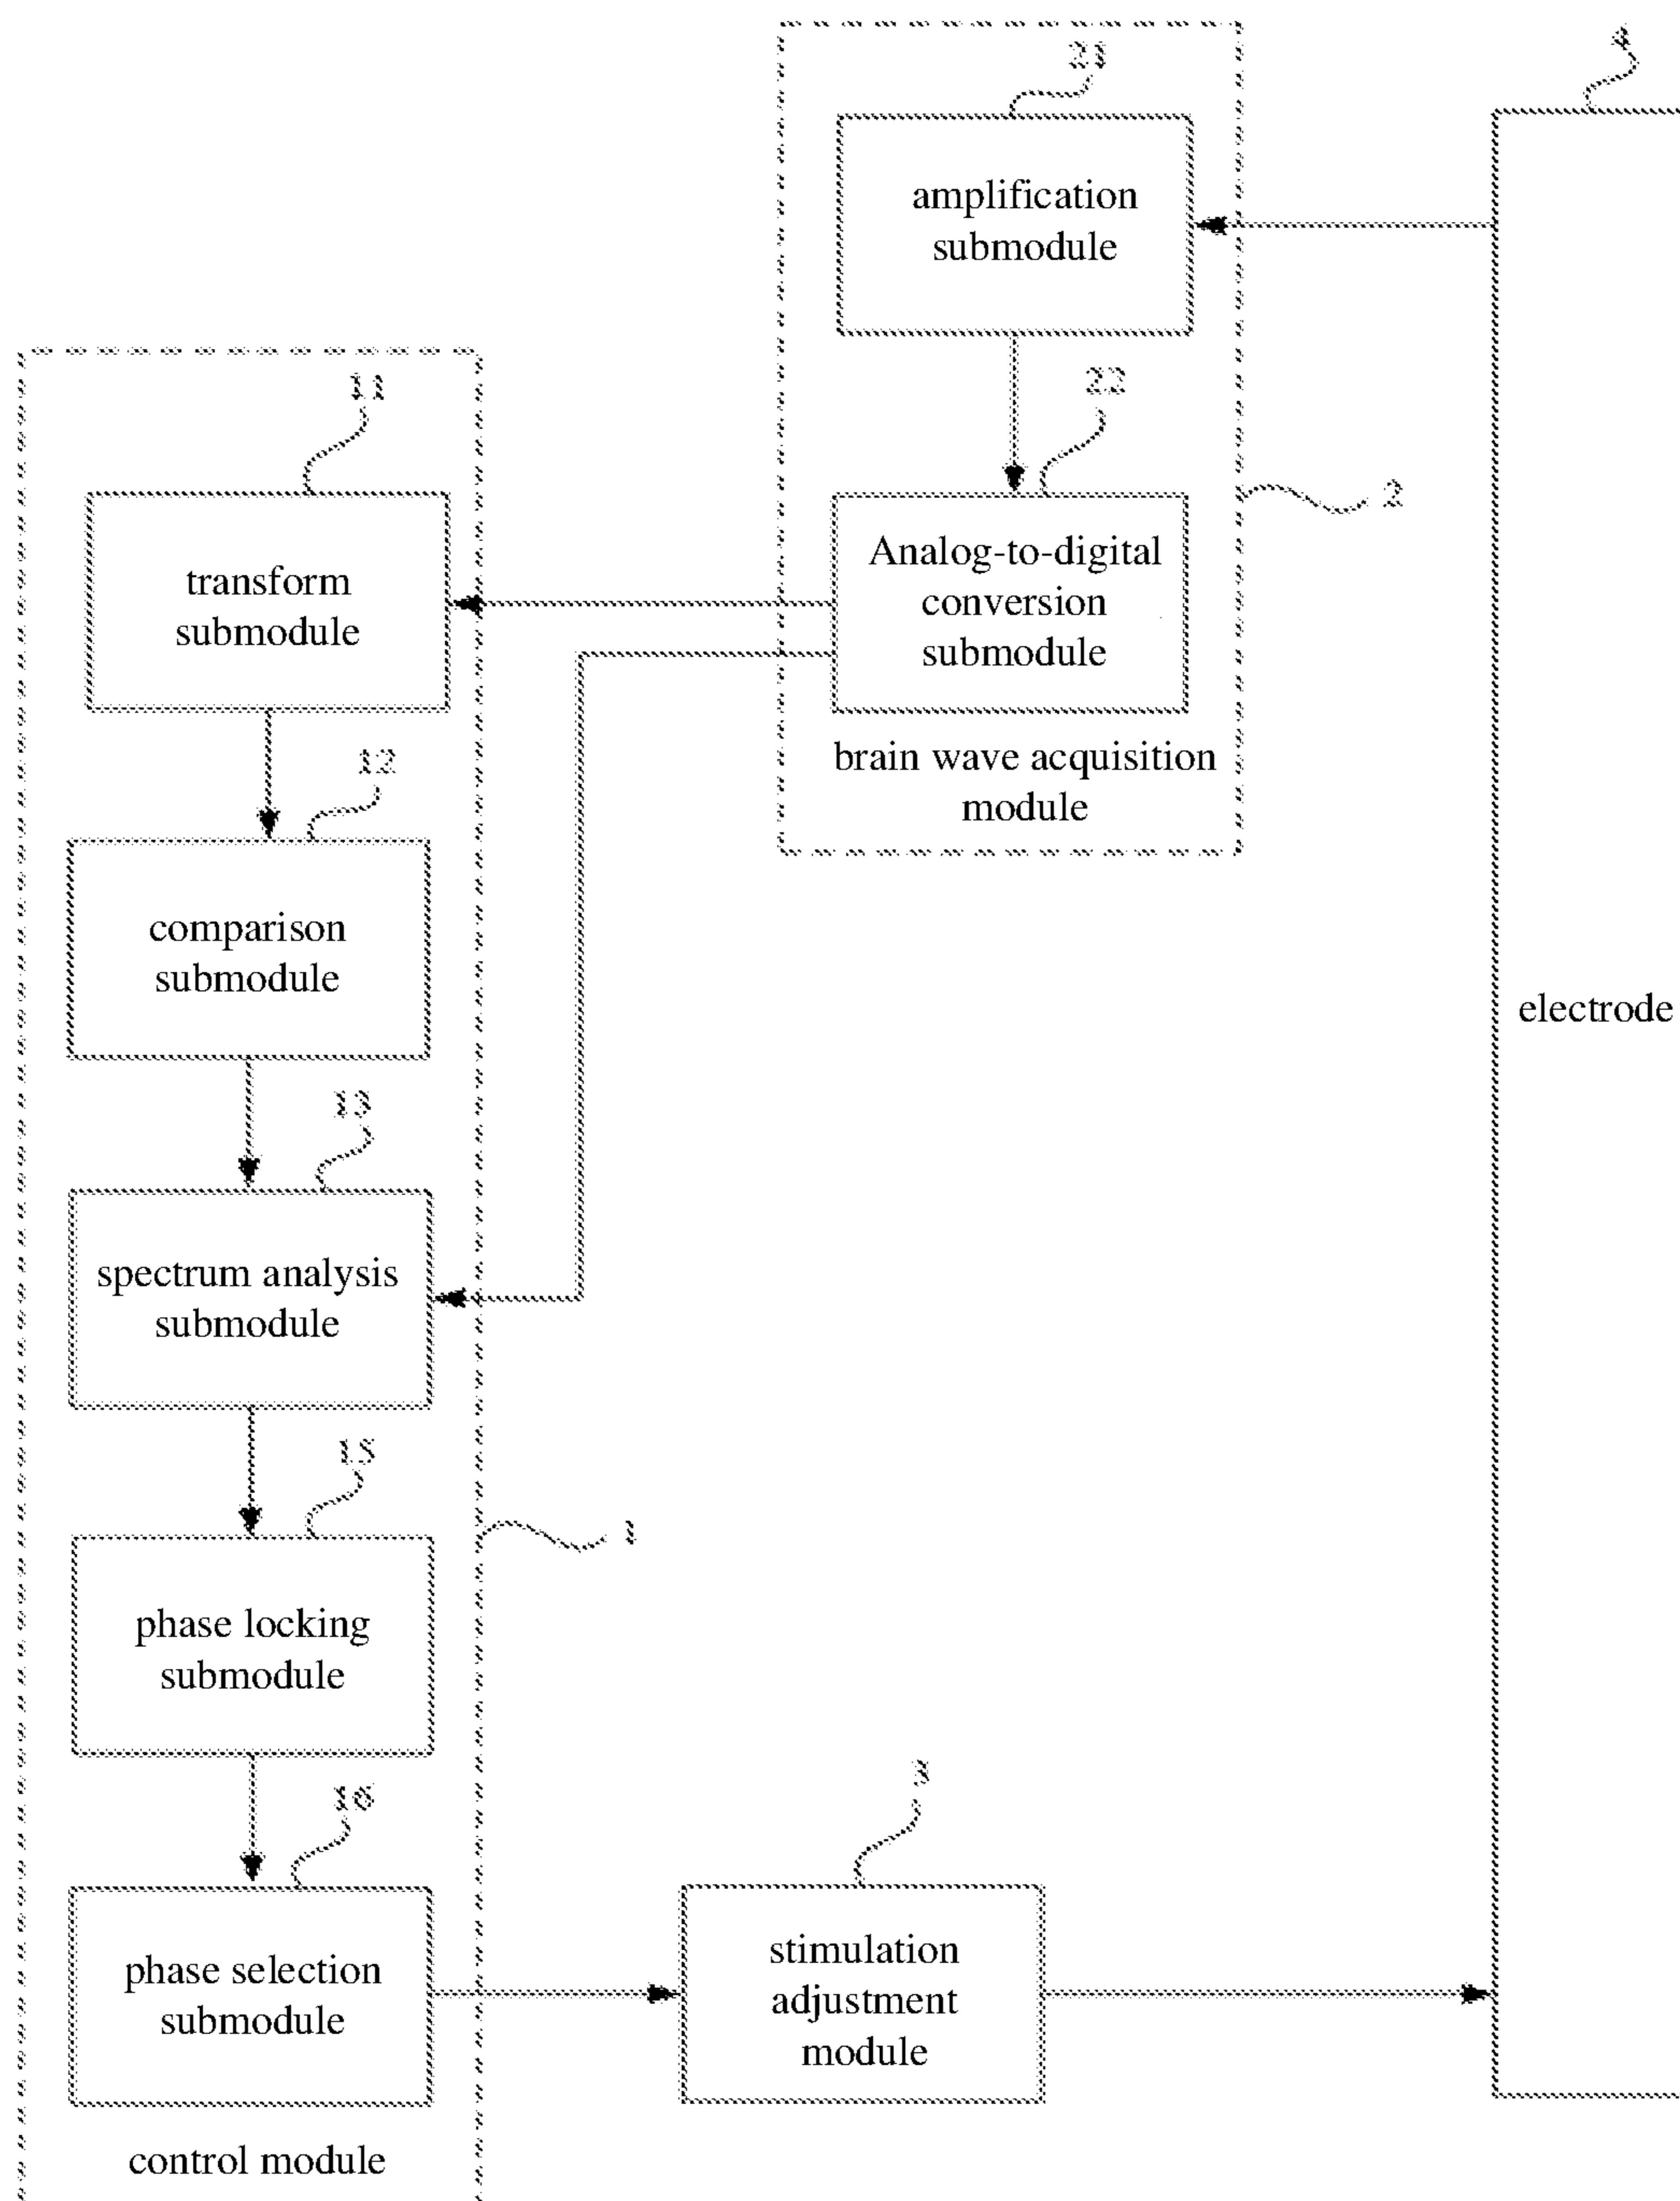 21
4
amplification
submodule
11
22
2
transform
submodule
Analog-to-digital
conversion
submodule
brain wave acquisition
module
12
comparison
submodule
electrode
13
spectrum analysis
submodule
15
1
phase locking
submodule
16
3
phase selection
submodule
stimulation
adjustment
module
control module